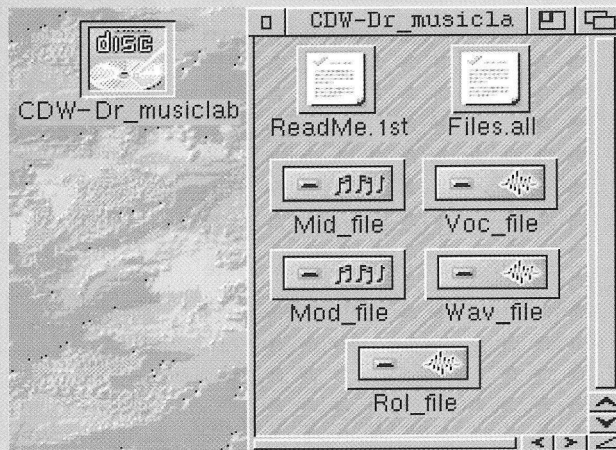 disc
CDW-Dr_musiclab
CDW-Dr_musicla
ReadMe.1st
Files.all
Mid_file
Voc_file
Mod_file
Wav_file
Rol_file